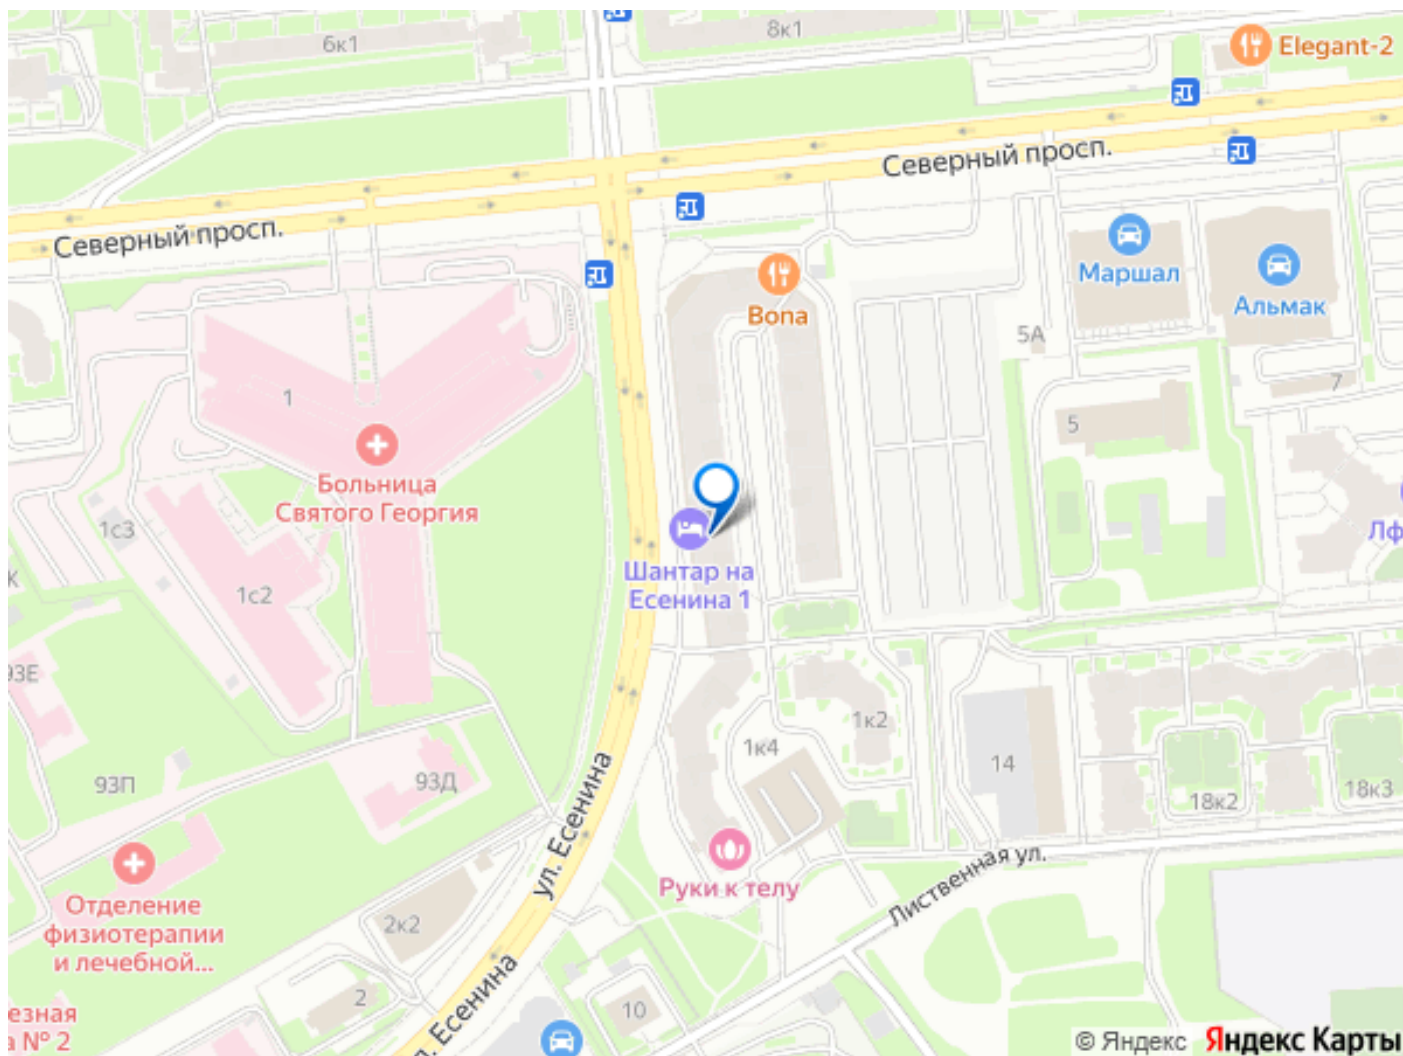 6к1
8к1
Elegant-2
Северный просп.
Северный просп.
Маршал
Альмак
Вопа
5А
7
5
1
Больница
Святого Георгия
1с3
1с2
Шантар на
Есенина 1
93Е
93П
93Д
1к2
1к4
14
18к2
18к3
ул. Есенина
Руки к телу
Лиственная ул.
Отделение
физиотерапии
и лечебной...
2к2
2
10
л. Есенина
езная
а № 2
© Яндекс
Яндекс Карты